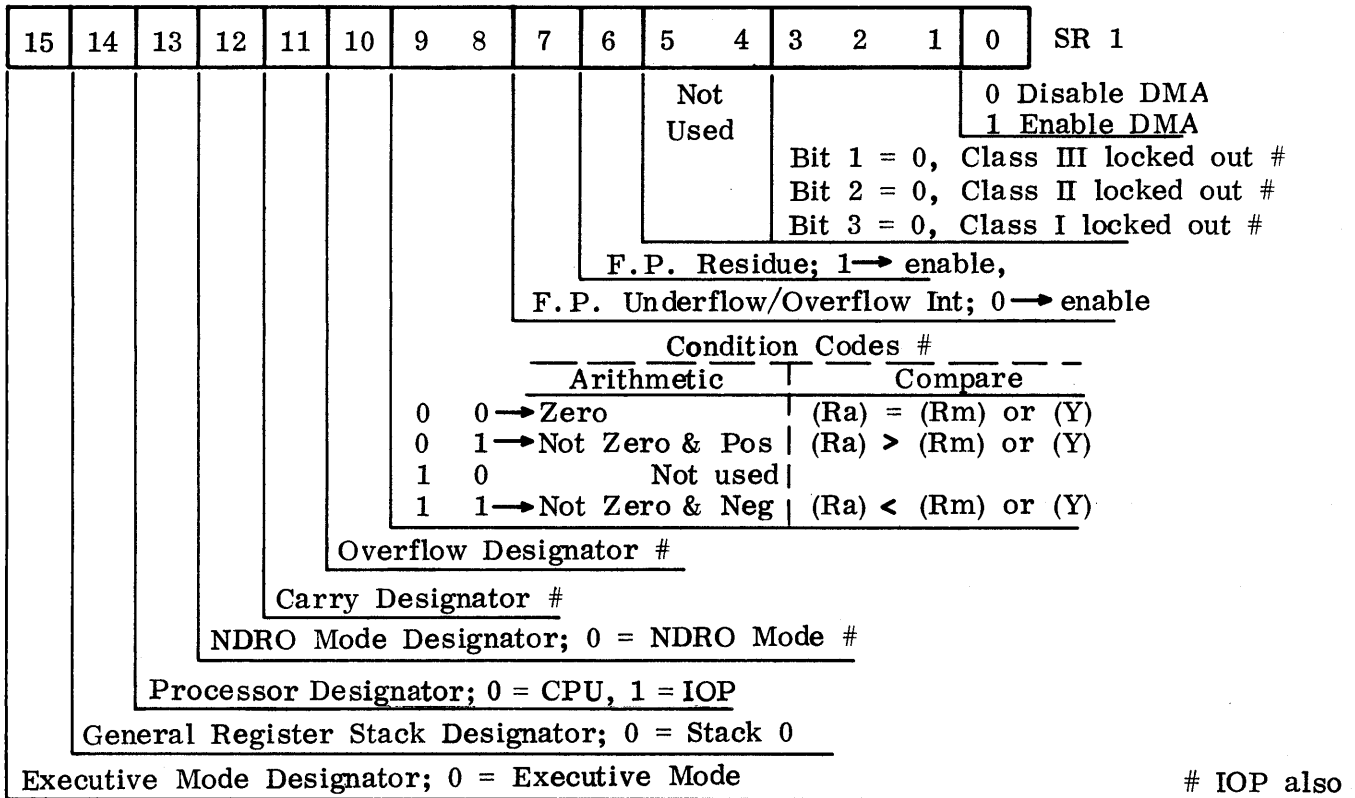 15 14 13 12 11 10 9 8 7 6 5 4 3 2 1 0 SR 1
Not Used
0 Disable DMA
1 Enable DMA
Bit 1 = 0, Class III locked out #
Bit 2 = 0, Class II locked out #
Bit 3 = 0, Class I locked out #
F.P. Residue; 1→ enable,
F.P. Underflow/Overflow Int; 0→ enable
Condition Codes #
Arithmetic Compare
0 0→Zero (Ra) = (Rm) or (Y)
0 1→Not Zero & Pos (Ra) > (Rm) or (Y)
1 0 Not used
1 1→Not Zero & Neg (Ra) < (Rm) or (Y)
Overflow Designator #
Carry Designator #
NDRO Mode Designator; 0 = NDRO Mode #
Processor Designator; 0 = CPU, 1 = IOP
General Register Stack Designator; 0 = Stack 0
Executive Mode Designator; 0 = Executive Mode
# IOP also